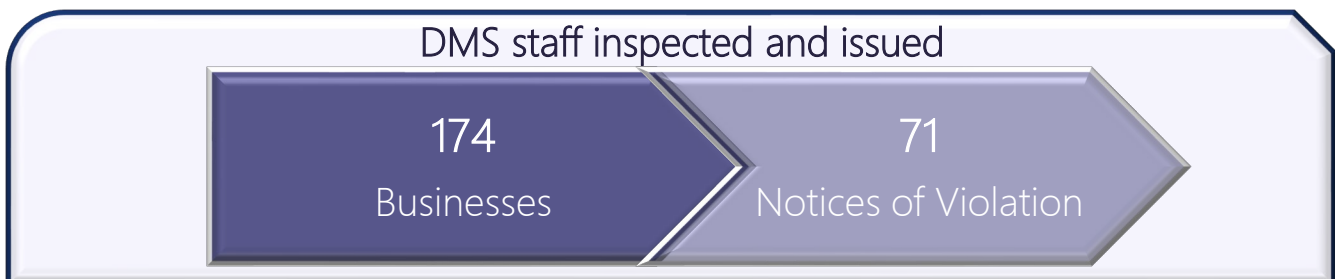 DMS staff inspected and issued
174
Businesses
71
Notices of Violation